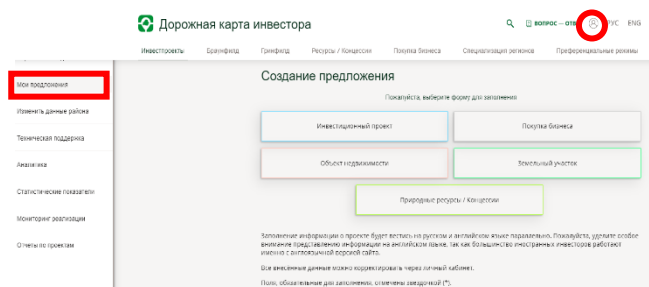 Дорожная карта инвестора
ВОПРОС — ОТВ
РУС ENG
Инвестпроекты Браунфилд Гринфилд Ресурсы / Концессии Покупка бизнеса Специализация регионов Преференциальные режимы
Мои предложения
Изменить данные района
Техническая поддержка
Аналитика
Статистические показатели
Мониторинг реализации
Отчеты по проектам
Создание предложения
Пожалуйста, выберите форму для заполнения
Инвестиционный проект
Покупка бизнеса
Объект недвижимости
Земельный участок
Природные ресурсы / Концессии
Заполнение информации о проекте будет вестись на русском и английском языке параллельно. Пожалуйста, уделите особое
внимание представлению информации на английском языке, так как большинство иностранных инвесторов работают
именно с англоязычной версией сайта.
Все внесённые данные можно корректировать через личный кабинет.
Поля, обязательные для заполнения, отмечены звездочкой (*).